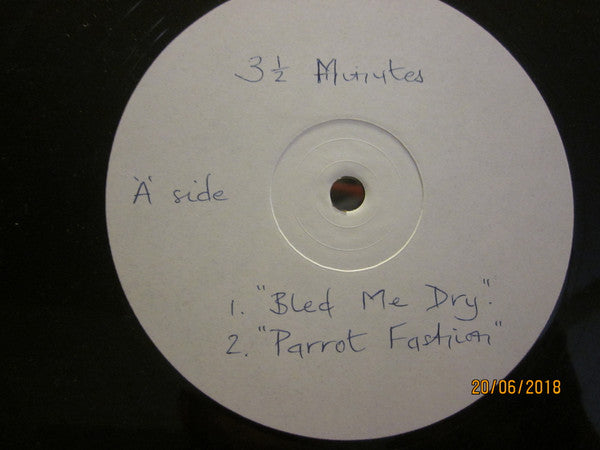 3½ Minutes
"A" side
1. "Bled Me Dry".
2. "Parrot Fashion"
20/06/2018